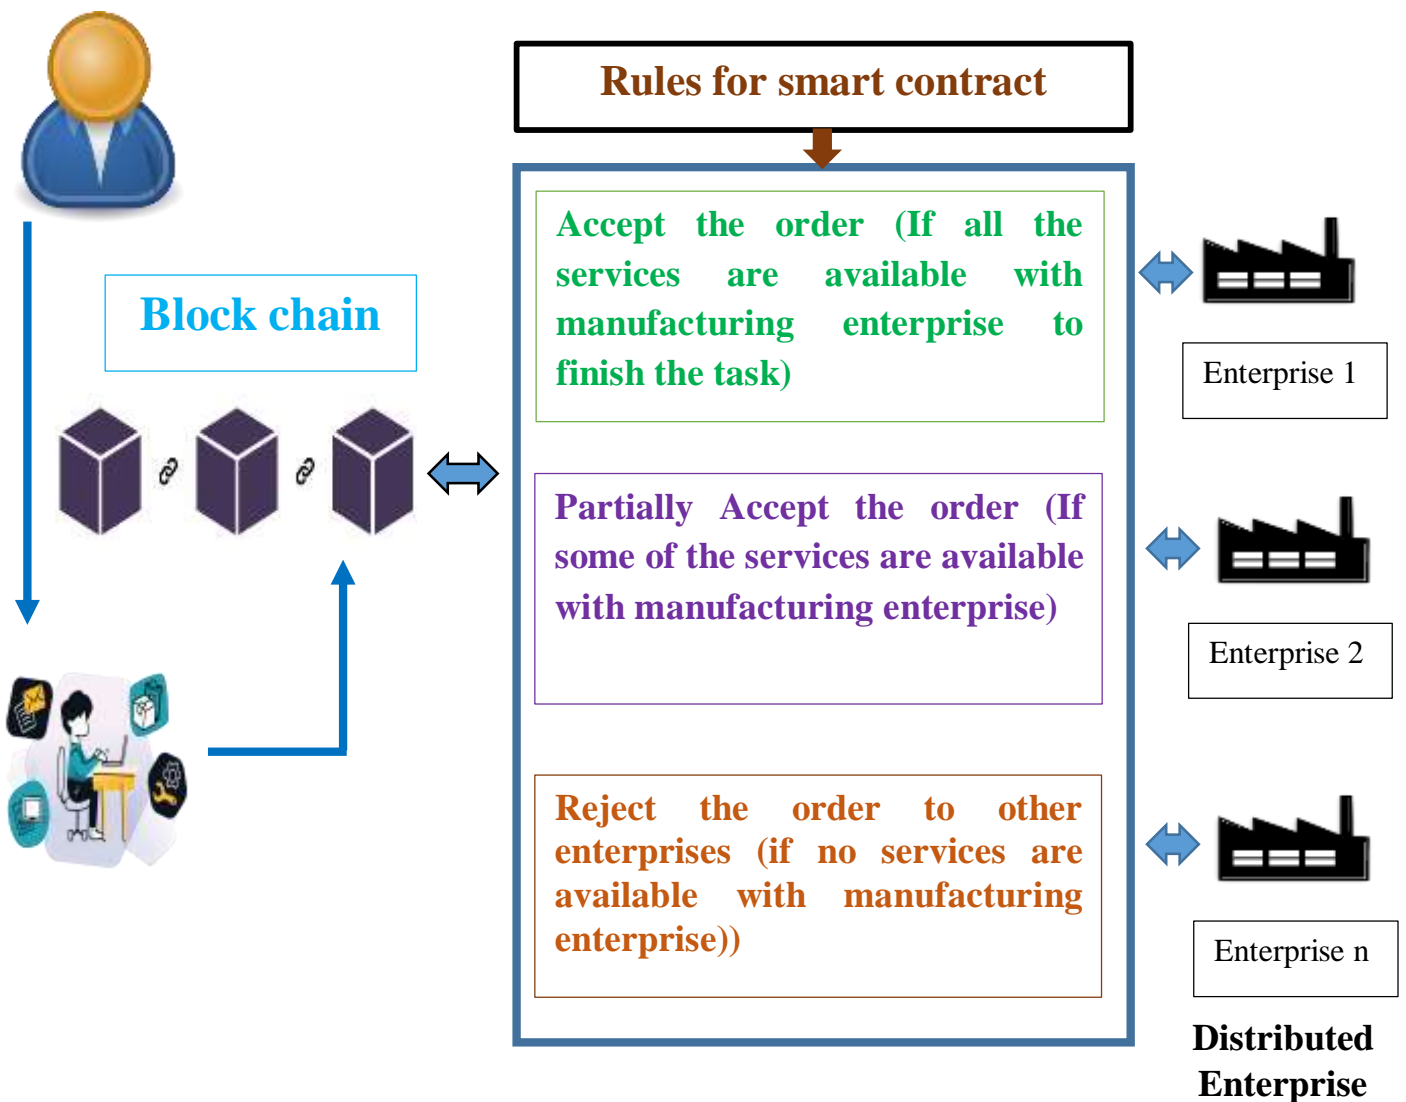 Rules for smart contract
Block chain
Accept the order (If all the
services are available with
manufacturing enterprise to
finish the task)
Partially Accept the order (If
some of the services are available
with manufacturing enterprise)
Reject the order to other
enterprises (if no services are
available with manufacturing
enterprise))
Enterprise 1
Enterprise 2
Enterprise n
Distributed
Enterprise